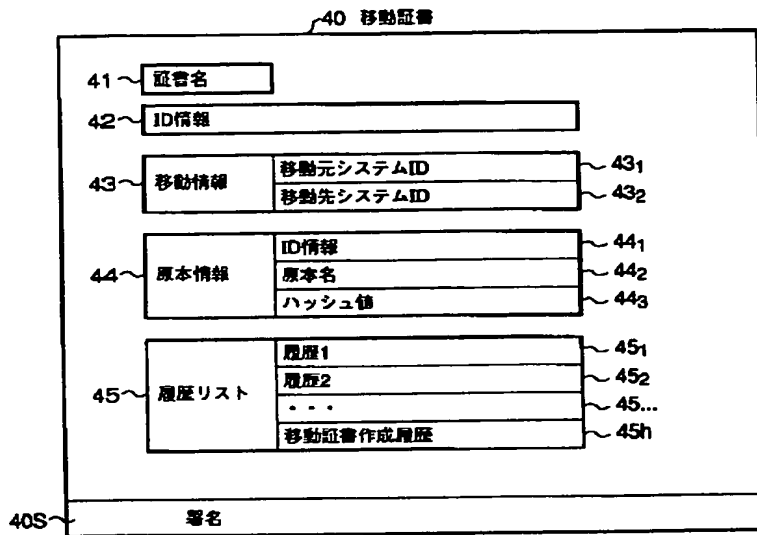 40 移動証書
41 証書名
42 ID情報
43 移動情報 移動元システムID 43₁
移動先システムID 43₂
44 原本情報 ID情報 44₁
原本名 44₂
ハッシュ値 44₃
45 履歴リスト 履歴1 45₁
履歴2 45₂
・・・ 45...
移動証書作成履歴 45h
40S 署名